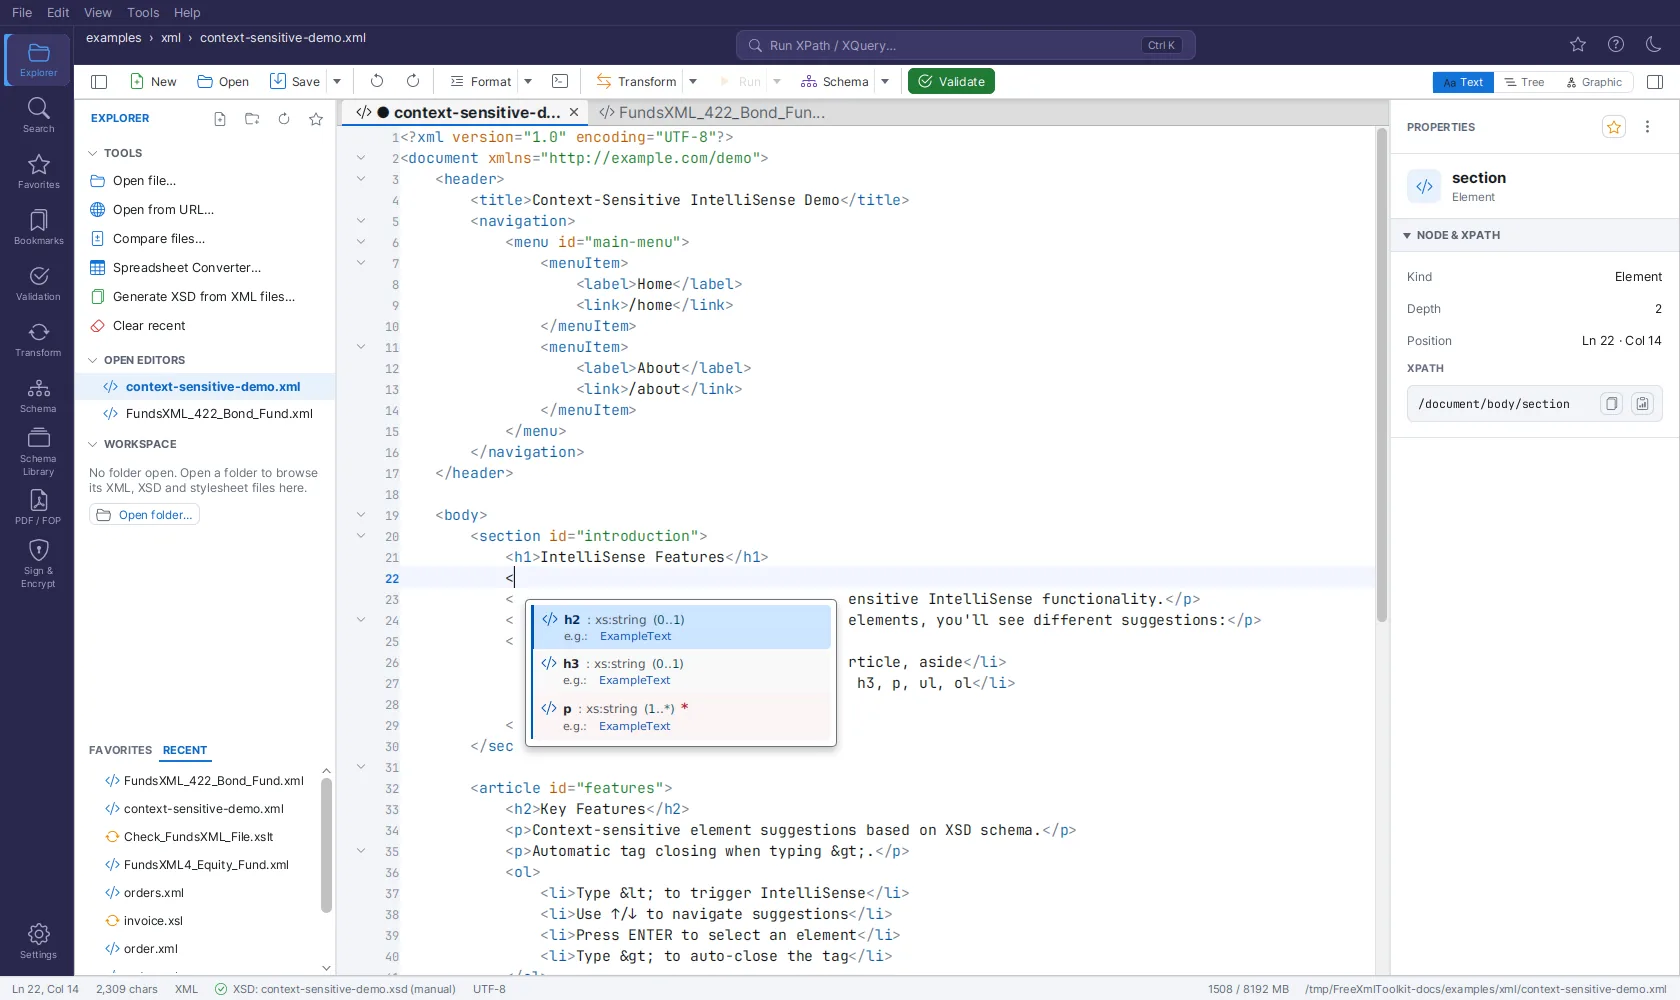 File Edit View Tools Help
examples › xml › context-sensitive-demo.xml
Run XPath / XQuery... Ctrl K
New Open Save Format Transform Run Schema Validate Aa Text Tree Graphic
Explorer
Search
Favorites
Bookmarks
Validation
Transform
Schema
Schema
Library
PDF / FOP
Sign &
Encrypt
Settings
EXPLORER
TOOLS
Open file...
Open from URL...
Compare files...
Spreadsheet Converter...
Generate XSD from XML files...
Clear recent
OPEN EDITORS
context-sensitive-demo.xml
FundsXML_422_Bond_Fund.xml
WORKSPACE
No folder open. Open a folder to browse
its XML, XSD and stylesheet files here.
Open folder...
FAVORITES RECENT
FundsXML_422_Bond_Fund.xml
context-sensitive-demo.xml
Check_FundsXML_File.xslt
FundsXML4_Equity_Fund.xml
orders.xml
invoice.xsl
order.xml
</> ● context-sensitive-d... × </> FundsXML_422_Bond_Fun...
1 <?xml version="1.0" encoding="UTF-8"?>
2 <document xmlns="http://example.com/demo">
3 <header>
4 <title>Context-Sensitive IntelliSense Demo</title>
5 <navigation>
6 <menu id="main-menu">
7 <menuItem>
8 <label>Home</label>
9 <link>/home</link>
10 </menuItem>
11 <menuItem>
12 <label>About</label>
13 <link>/about</link>
14 </menuItem>
15 </menu>
16 </navigation>
17 </header>
18
19 <body>
20 <section id="introduction">
21 <h1>IntelliSense Features</h1>
22 <
23 < ensitive IntelliSense functionality.</p>
24 < elements, you'll see different suggestions:</p>
25 <
26 rticle, aside</li>
27 h3, p, ul, ol</li>
28
29 <
30 </sec
31
32 <article id="features">
33 <h2>Key Features</h2>
34 <p>Context-sensitive element suggestions based on XSD schema.</p>
35 <p>Automatic tag closing when typing &gt;.</p>
36 <ol>
37 <li>Type &lt; to trigger IntelliSense</li>
38 <li>Use ↑/↓ to navigate suggestions</li>
39 <li>Press ENTER to select an element</li>
40 <li>Type &gt; to auto-close the tag</li>
</> h2 : xs:string (0..1)
e.g.: ExampleText
</> h3 : xs:string (0..1)
e.g.: ExampleText
</> p : xs:string (1..*) *
e.g.: ExampleText
PROPERTIES
section
Element
NODE & XPATH
Kind Element
Depth 2
Position Ln 22 · Col 14
XPATH
/document/body/section
Ln 22, Col 14 2,309 chars XML XSD: context-sensitive-demo.xsd (manual) UTF-8 1508 / 8192 MB /tmp/FreeXmlToolkit-docs/examples/xml/context-sensitive-demo.xml